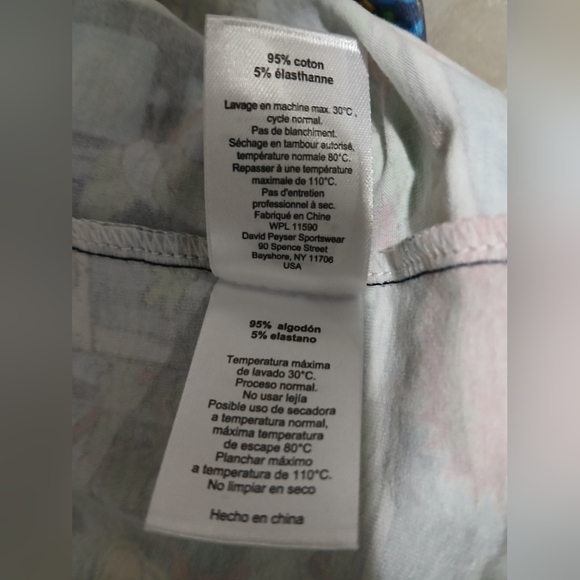 95% coton
5% élasthanne
Lavage en machine max. 30°C,
cycle normal.
Pas de blanchiment.
Séchage en tambour autorisé,
température normale 80°C.
Repasser à une température
maximale de 110°C.
Pas d'entretien
professionnel à sec.
Fabriqué en Chine
WPL 11590
David Peyser Sportswear
90 Spence Street
Bayshore, NY 11706
USA
95% algodón
5% elastano
Temperatura máxima
de lavado 30°C.
Proceso normal.
No usar lejía
Posible uso de secadora
a temperatura normal,
máxima temperatura
de escape 80°C
Planchar máximo
a temperatura de 110°C.
No limpiar en seco
Hecho en china